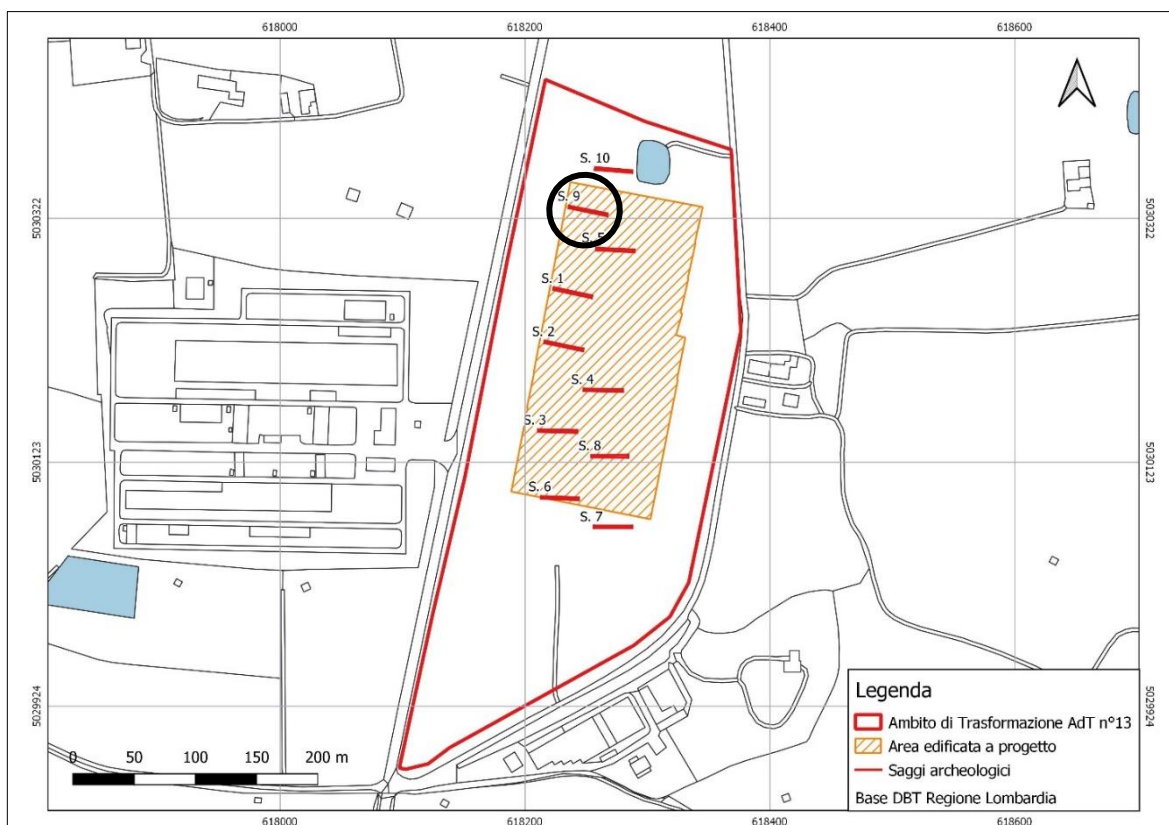 618000 618200 618400 618600
S. 10
S. 9
5030322 5030322
S. 5
S. 1
S. 2
S. 4
S. 3
S. 8
5030123 5030123
S. 6
S. 7
Legenda
5029924 5029924
Ambito di Trasformazione AdT n°13
Area edificata a progetto
0 50 100 150 200 m
Saggi archeologici
Base DBT Regione Lombardia
618000 618200 618400 618600